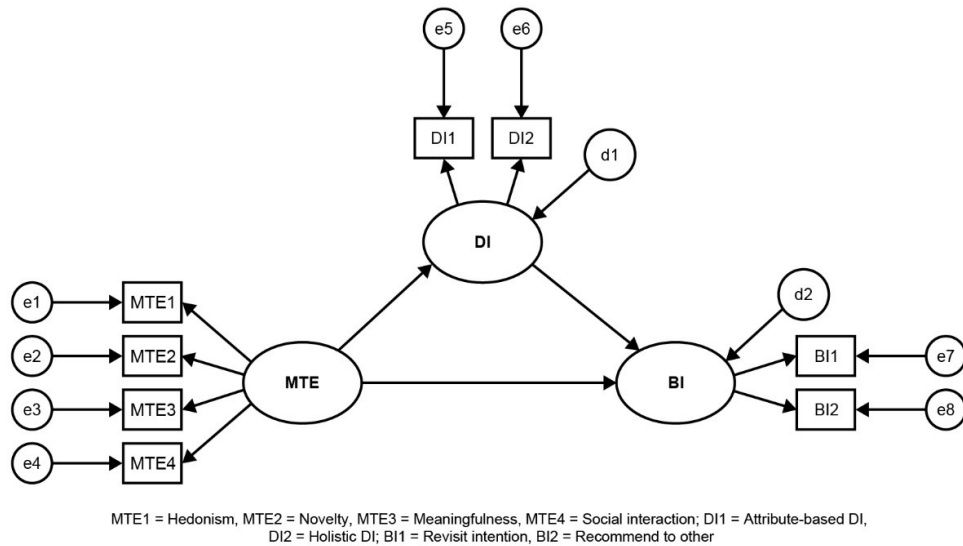 e5
e6
DI1
DI2
d1
DI
e1
MTE1
d2
e2
MTE2
BI1
e7
MTE
BI
e3
MTE3
BI2
e8
e4
MTE4
MTE1 = Hedonism, MTE2 = Novelty, MTE3 = Meaningfulness, MTE4 = Social interaction; DI1 = Attribute-based DI,
DI2 = Holistic DI; BI1 = Revisit intention, BI2 = Recommend to other